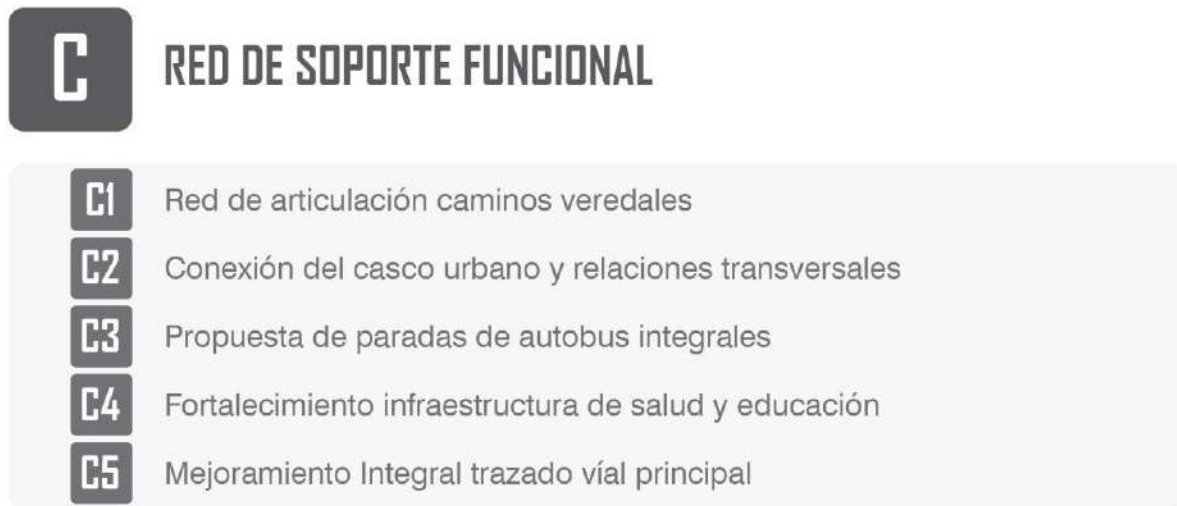 C RED DE SOPORTE FUNCIONAL
C1 Red de articulación caminos veredales
C2 Conexión del casco urbano y relaciones transversales
C3 Propuesta de paradas de autobus integrales
C4 Fortalecimiento infraestructura de salud y educación
C5 Mejoramiento Integral trazado víal principal